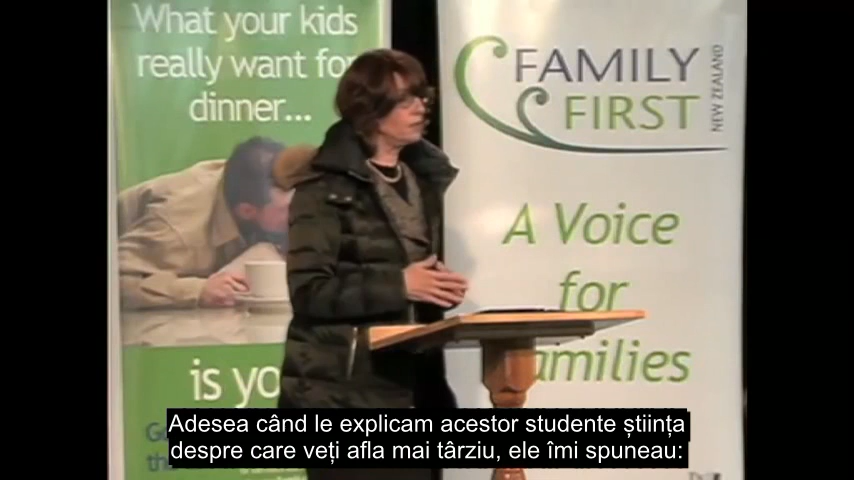 What your kids
really want for
dinner...
is yo
FAMILY
FIRST
NEW ZEALAND
A Voice
for
amilies
Adesea când le explicam acestor studente știința
despre care veți afla mai târziu, ele îmi spuneau: